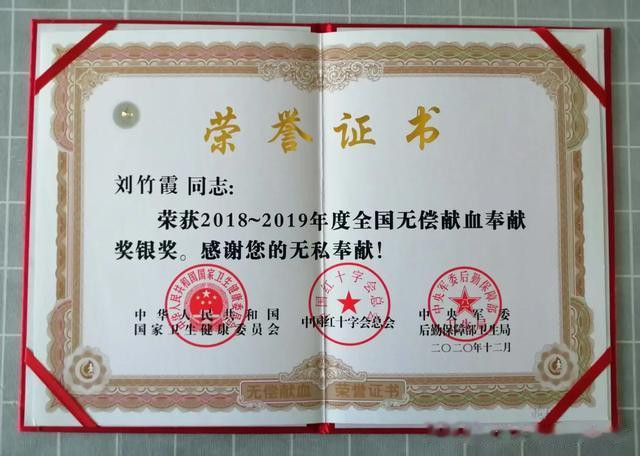 荣誉证书
刘竹霞 同志:
荣获2018~2019年度全国无偿献血奉献
奖银奖。感谢您的无私奉献!
中华人民共和国
国家卫生健康委员会
中国红十字会总会
中央军委
后勤保障部卫生局
二〇二〇年十二月
无偿献血 荣誉证书